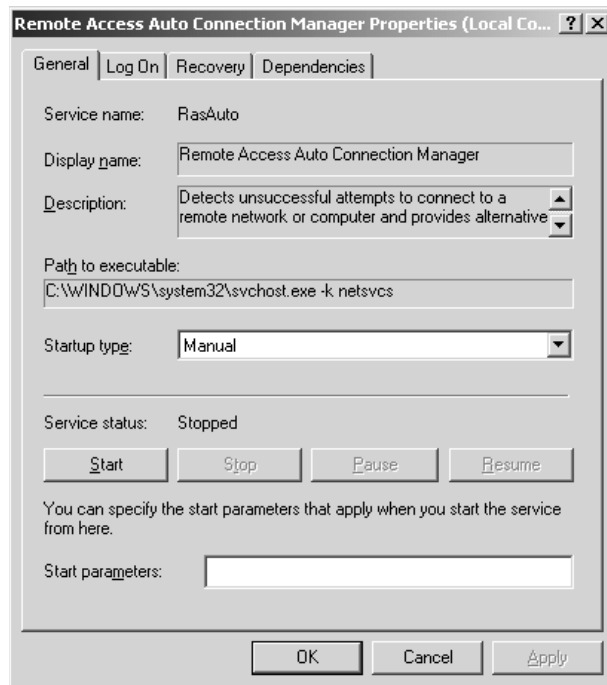 Remote Access Auto Connection Manager Properties (Local Co... ? X
General Log On Recovery Dependencies
Service name: RasAuto
Display name: Remote Access Auto Connection Manager
Description: Detects unsuccessful attempts to connect to a
remote network or computer and provides alternative
Path to executable:
C:\WINDOWS\system32\svchost.exe -k netsvcs
Startup type: Manual
Service status: Stopped
Start Stop Pause Resume
You can specify the start parameters that apply when you start the service
from here.
Start parameters:
OK Cancel Apply